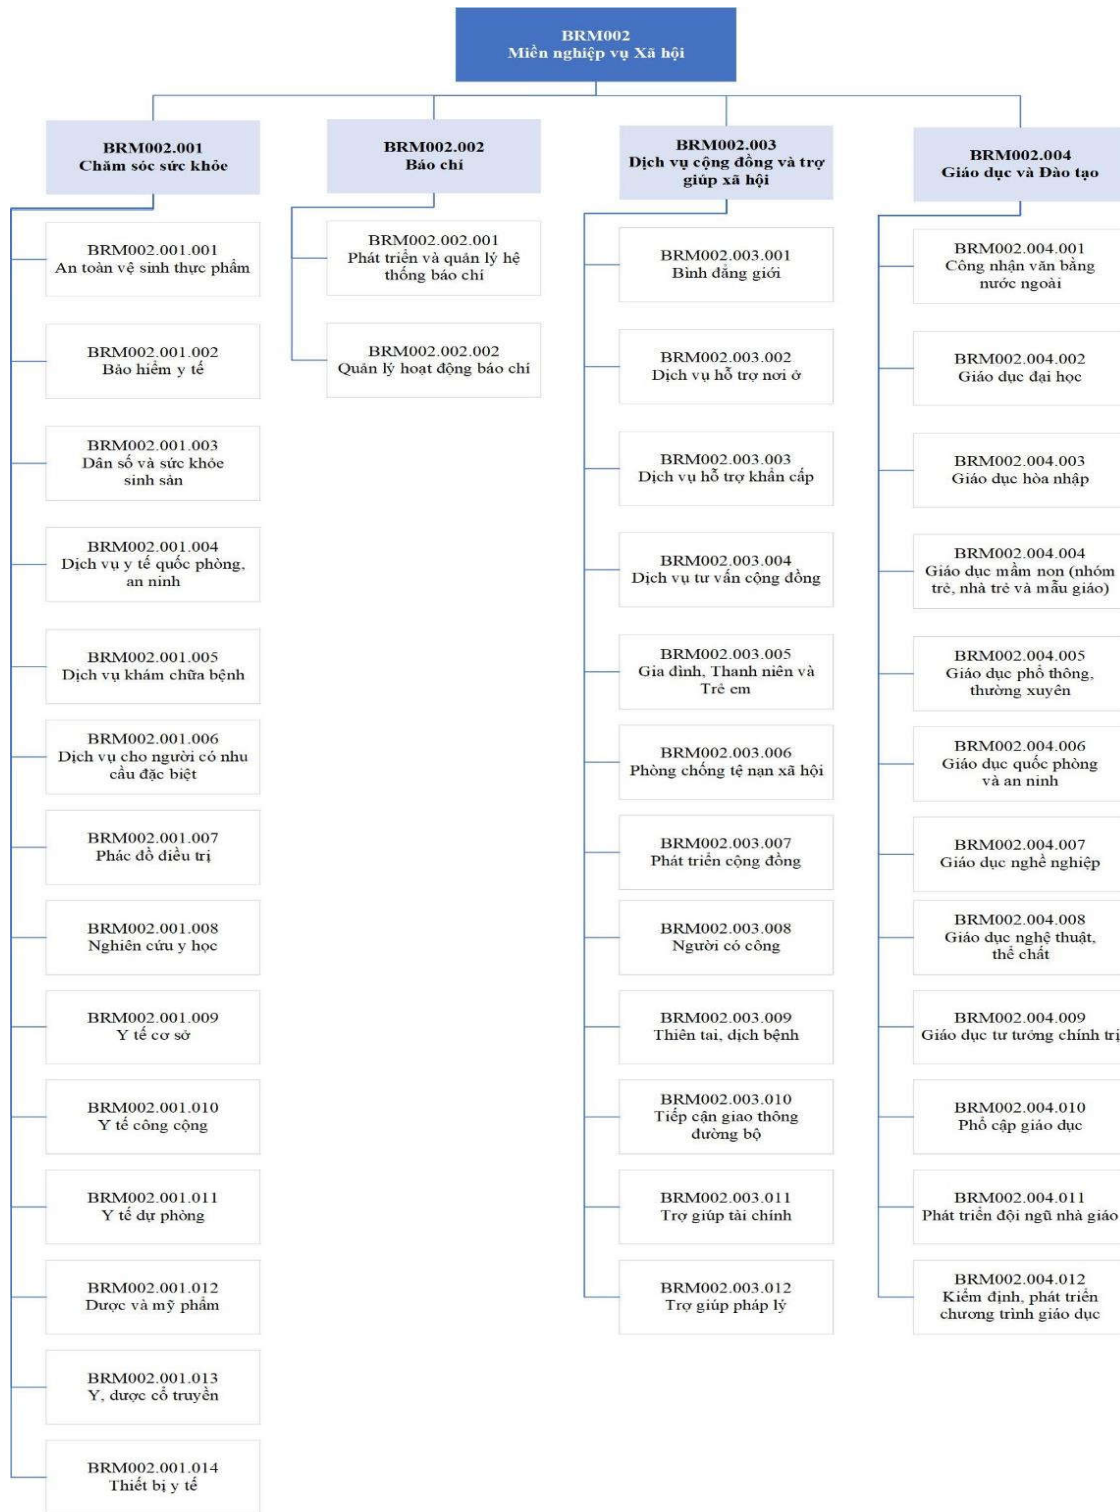 BRM002
Miền nghiệp vụ Xã hội
BRM002.001
Chăm sóc sức khỏe
BRM002.001.001
An toàn vệ sinh thực phẩm
BRM002.001.002
Bảo hiểm y tế
BRM002.001.003
Dân số và sức khỏe
sinh sản
BRM002.001.004
Dịch vụ y tế quốc phòng,
an ninh
BRM002.001.005
Dịch vụ khám chữa bệnh
BRM002.001.006
Dịch vụ cho người có nhu
cầu đặc biệt
BRM002.001.007
Phác đồ điều trị
BRM002.001.008
Nghiên cứu y học
BRM002.001.009
Y tế cơ sở
BRM002.001.010
Y tế công cộng
BRM002.001.011
Y tế dự phòng
BRM002.001.012
Dược và mỹ phẩm
BRM002.001.013
Y, dược cổ truyền
BRM002.001.014
Thiết bị y tế
BRM002.002
Báo chí
BRM002.002.001
Phát triển và quản lý hệ
thống báo chí
BRM002.002.002
Quản lý hoạt động báo chí
BRM002.003
Dịch vụ cộng đồng và trợ
giúp xã hội
BRM002.003.001
Bình đẳng giới
BRM002.003.002
Dịch vụ hỗ trợ nơi ở
BRM002.003.003
Dịch vụ hỗ trợ khẩn cấp
BRM002.003.004
Dịch vụ tư vấn cộng đồng
BRM002.003.005
Gia đình, Thanh niên và
Trẻ em
BRM002.003.006
Phòng chống tệ nạn xã hội
BRM002.003.007
Phát triển cộng đồng
BRM002.003.008
Người có công
BRM002.003.009
Thiên tai, dịch bệnh
BRM002.003.010
Tiếp cận giao thông
đường bộ
BRM002.003.011
Trợ giúp tài chính
BRM002.003.012
Trợ giúp pháp lý
BRM002.004
Giáo dục và Đào tạo
BRM002.004.001
Công nhận văn bằng
nước ngoài
BRM002.004.002
Giáo dục đại học
BRM002.004.003
Giáo dục hòa nhập
BRM002.004.004
Giáo dục mầm non (nhóm
trẻ, nhà trẻ và mẫu giáo)
BRM002.004.005
Giáo dục phổ thông,
thường xuyên
BRM002.004.006
Giáo dục quốc phòng
và an ninh
BRM002.004.007
Giáo dục nghề nghiệp
BRM002.004.008
Giáo dục nghệ thuật,
thể chất
BRM002.004.009
Giáo dục tư tưởng chính trị
BRM002.004.010
Phổ cập giáo dục
BRM002.004.011
Phát triển đội ngũ nhà giáo
BRM002.004.012
Kiểm định, phát triển
chương trình giáo dục